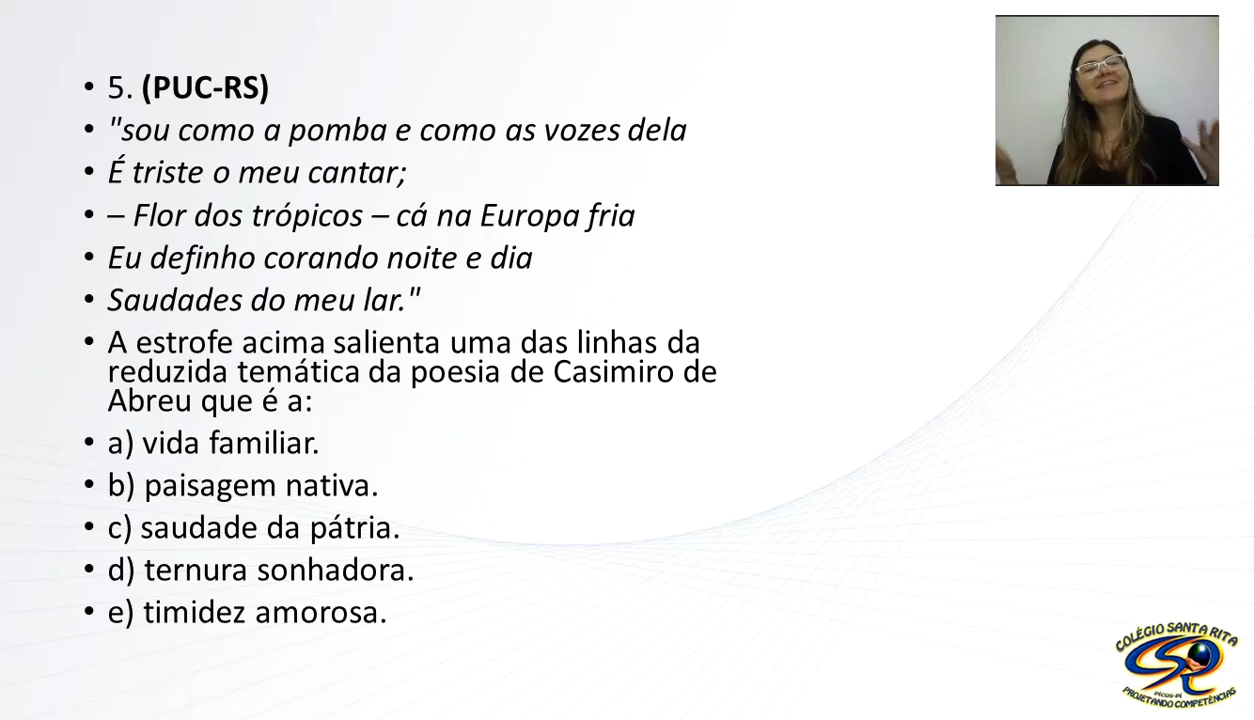 • 5. (PUC-RS)
• "sou como a pomba e como as vozes dela
• É triste o meu cantar;
• – Flor dos trópicos – cá na Europa fria
• Eu definho corando noite e dia
• Saudades do meu lar."
• A estrofe acima salienta uma das linhas da
reduzida temática da poesia de Casimiro de
Abreu que é a:
• a) vida familiar.
• b) paisagem nativa.
• c) saudade da pátria.
• d) ternura sonhadora.
• e) timidez amorosa.
COLÉGIO SANTA RITA
CSR
PICOS-PI
PROJETANDO COMPETÊNCIAS